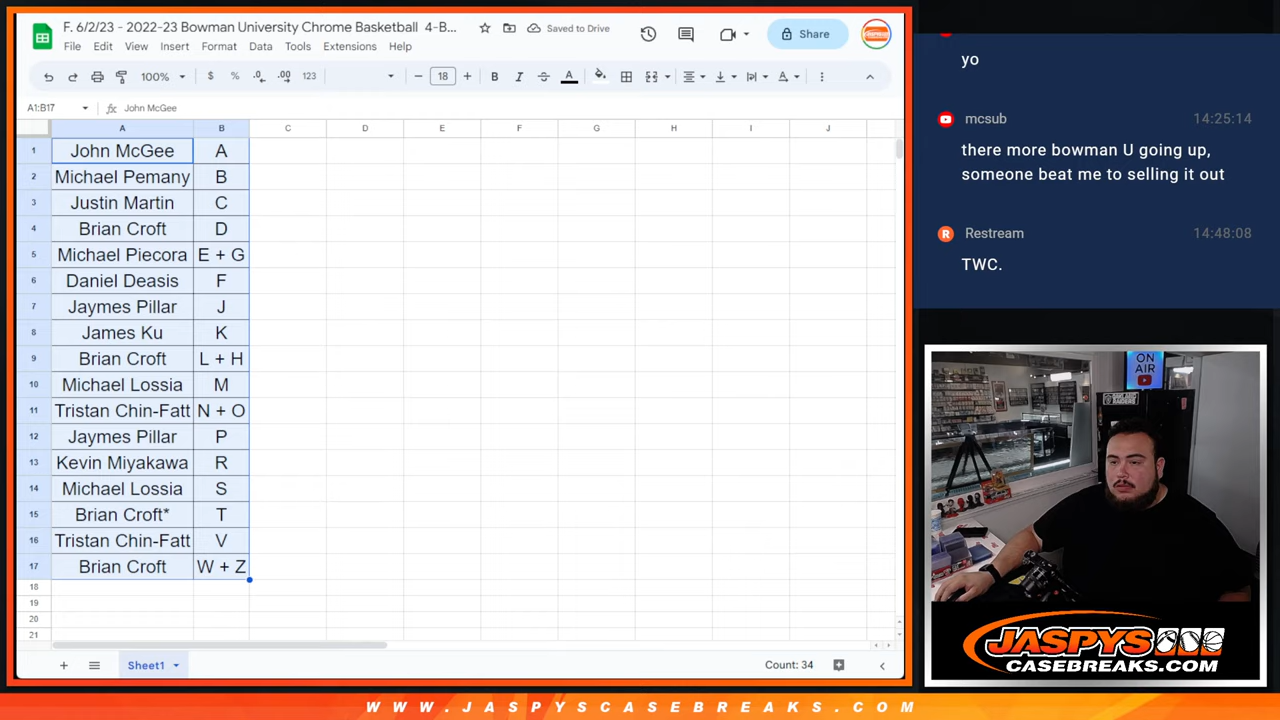 F. 6/2/23 - 2022-23 Bowman University Chrome Basketball 4-B...
Saved to Drive
Share
File Edit View Insert Format Data Tools Extensions Help
100% $ % .0 .00 123 18 B I A
A1:B17 fx John McGee
A B C D E F G H I J
1 John McGee A
2 Michael Pemany B
3 Justin Martin C
4 Brian Croft D
5 Michael Piecora E + G
6 Daniel Deasis F
7 Jaymes Pillar J
8 James Ku K
9 Brian Croft L + H
10 Michael Lossia M
11 Tristan Chin-Fatt N + O
12 Jaymes Pillar P
13 Kevin Miyakawa R
14 Michael Lossia S
15 Brian Croft* T
16 Tristan Chin-Fatt V
17 Brian Croft W + Z
18
19
20
21
Sheet1
Count: 34
yo
mcsub 14:25:14
there more bowman U going up,
someone beat me to selling it out
Restream 14:48:08
TWC.
ON
AIR
JASPYS
CASEBREAKS.COM
WWW.JASPYSCASEBREAKS.COM